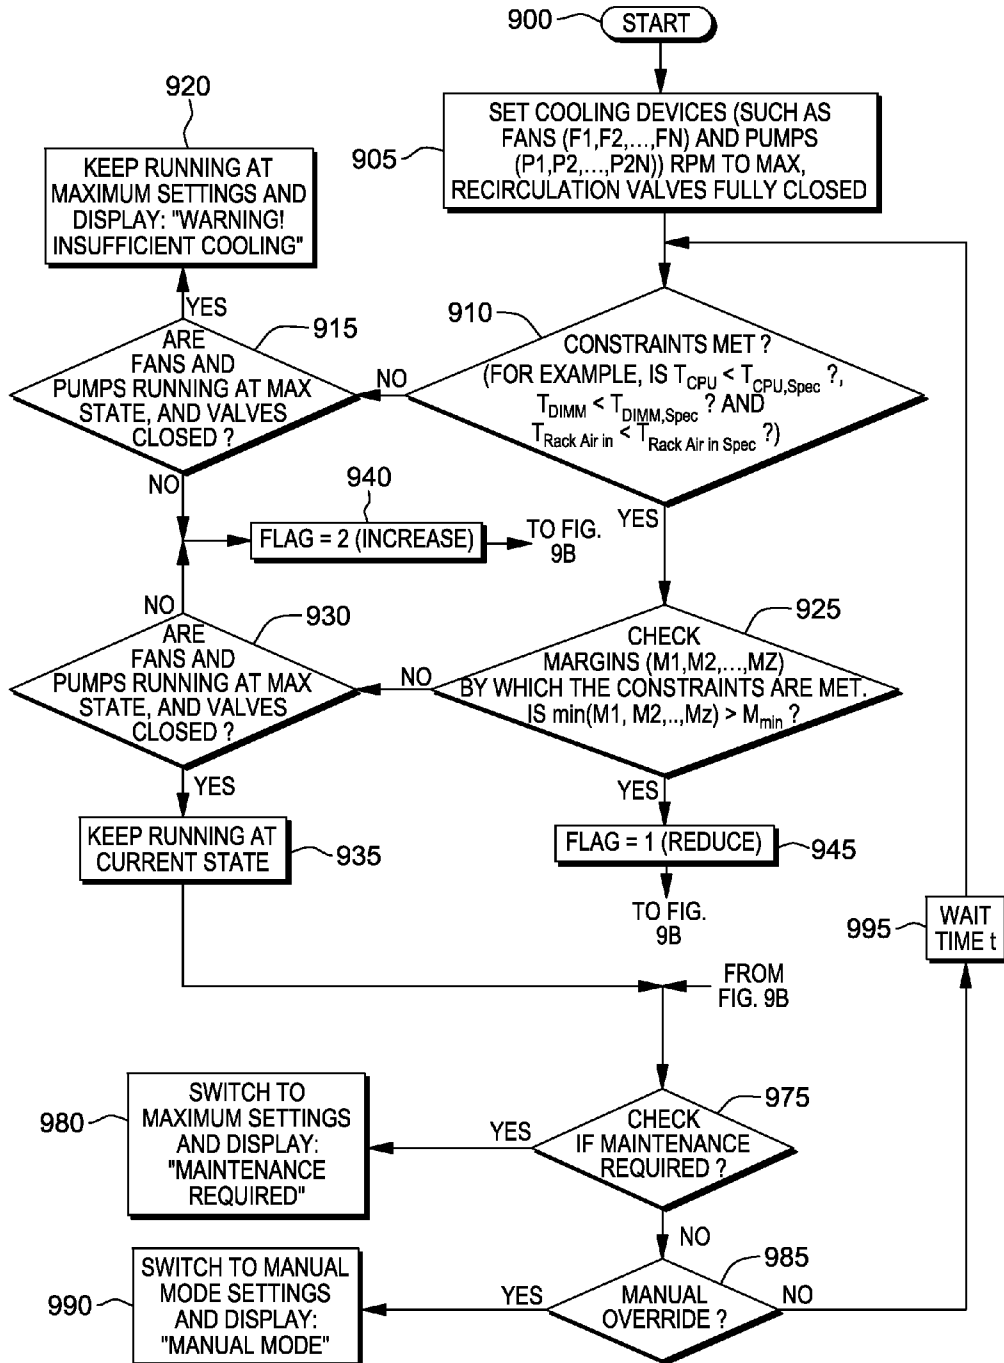 900
START
905
SET COOLING DEVICES (SUCH AS
FANS (F1,F2,...,FN) AND PUMPS
(P1,P2,...,P2N)) RPM TO MAX,
RECIRCULATION VALVES FULLY CLOSED
920
KEEP RUNNING AT
MAXIMUM SETTINGS AND
DISPLAY: "WARNING!
INSUFFICIENT COOLING"
YES
915
ARE
FANS AND
PUMPS RUNNING AT MAX
STATE, AND VALVES
CLOSED ?
NO
NO
910
CONSTRAINTS MET ?
(FOR EXAMPLE, IS TCPU < TCPU,Spec ?,
TDIMM < TDIMM,Spec ? AND
TRack Air in < TRack Air in Spec ?)
YES
940
FLAG = 2 (INCREASE)
TO FIG.
9B
NO
930
ARE
FANS AND
PUMPS RUNNING AT MAX
STATE, AND VALVES
CLOSED ?
NO
YES
925
CHECK
MARGINS (M1,M2,...,MZ)
BY WHICH THE CONSTRAINTS ARE MET.
IS min(M1, M2,..,Mz) > Mmin ?
YES
KEEP RUNNING AT
CURRENT STATE
935
FLAG = 1 (REDUCE)
945
TO FIG.
9B
995
WAIT
TIME t
FROM
FIG. 9B
980
SWITCH TO
MAXIMUM SETTINGS
AND DISPLAY:
"MAINTENANCE
REQUIRED"
YES
975
CHECK
IF MAINTENANCE
REQUIRED ?
NO
990
SWITCH TO MANUAL
MODE SETTINGS
AND DISPLAY:
"MANUAL MODE"
YES
985
MANUAL
OVERRIDE ?
NO